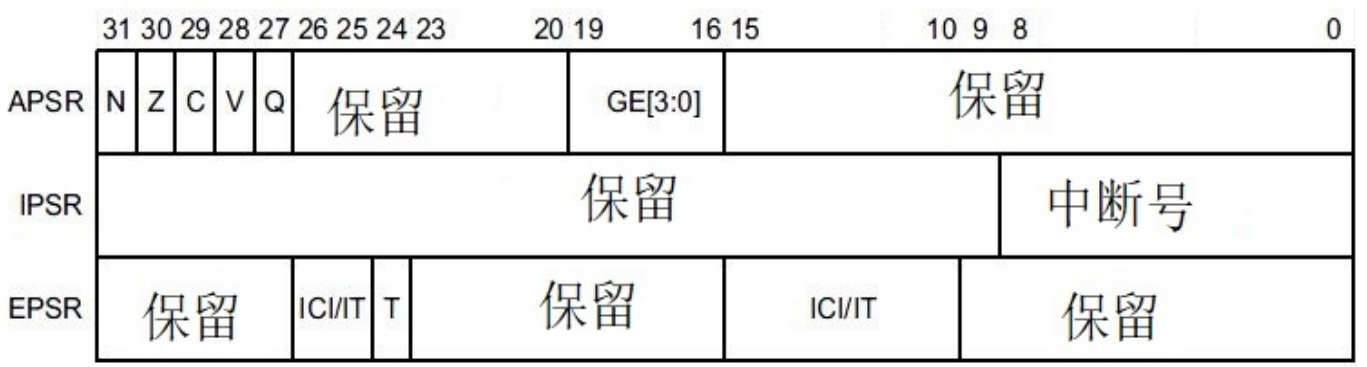 31 30 29 28 27 26 25 24 23 20 19 16 15 10 9 8 0
APSR N Z C V Q 保留 GE[3:0] 保留
IPSR 保留 中断号
EPSR 保留 ICI/IT T 保留 ICI/IT 保留